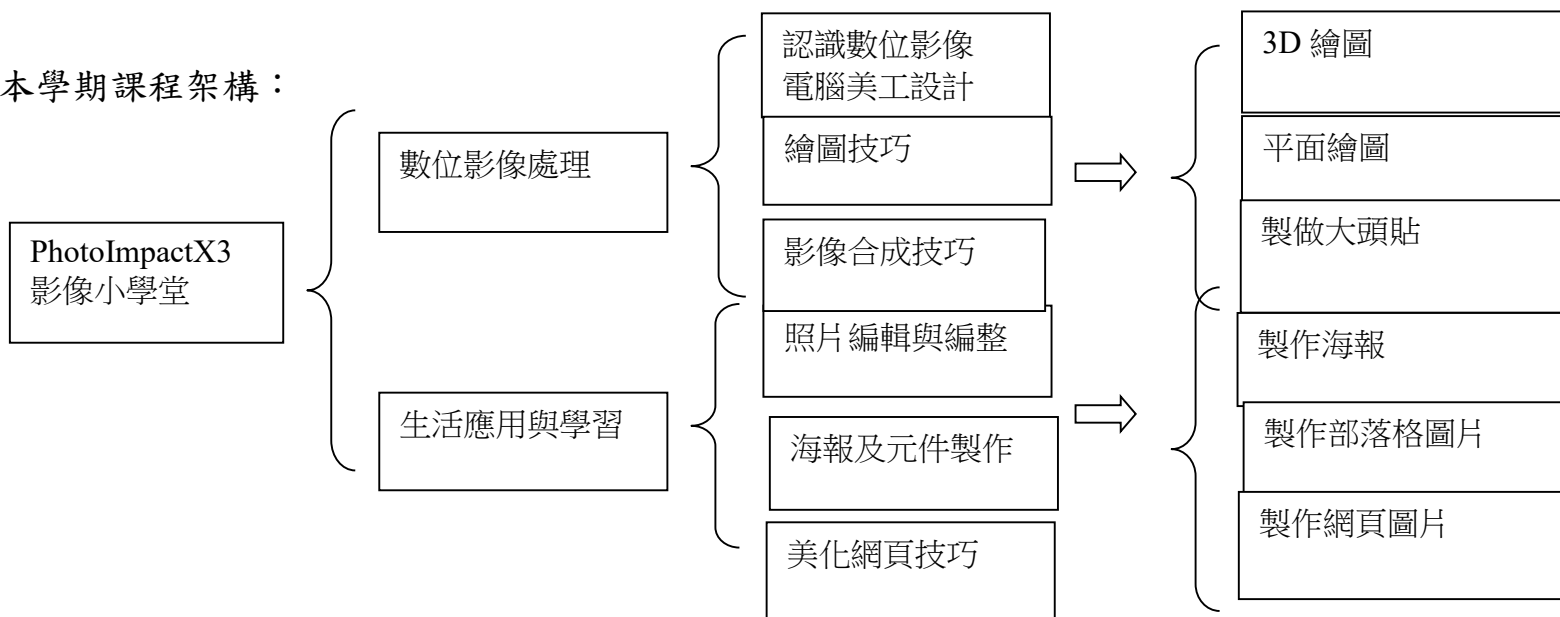 本學期課程架構：
PhotoImpactX3
影像小學堂
數位影像處理
生活應用與學習
認識數位影像
電腦美工設計
繪圖技巧
影像合成技巧
照片編輯與編整
海報及元件製作
美化網頁技巧
3D 繪圖
平面繪圖
製做大頭貼
製作海報
製作部落格圖片
製作網頁圖片